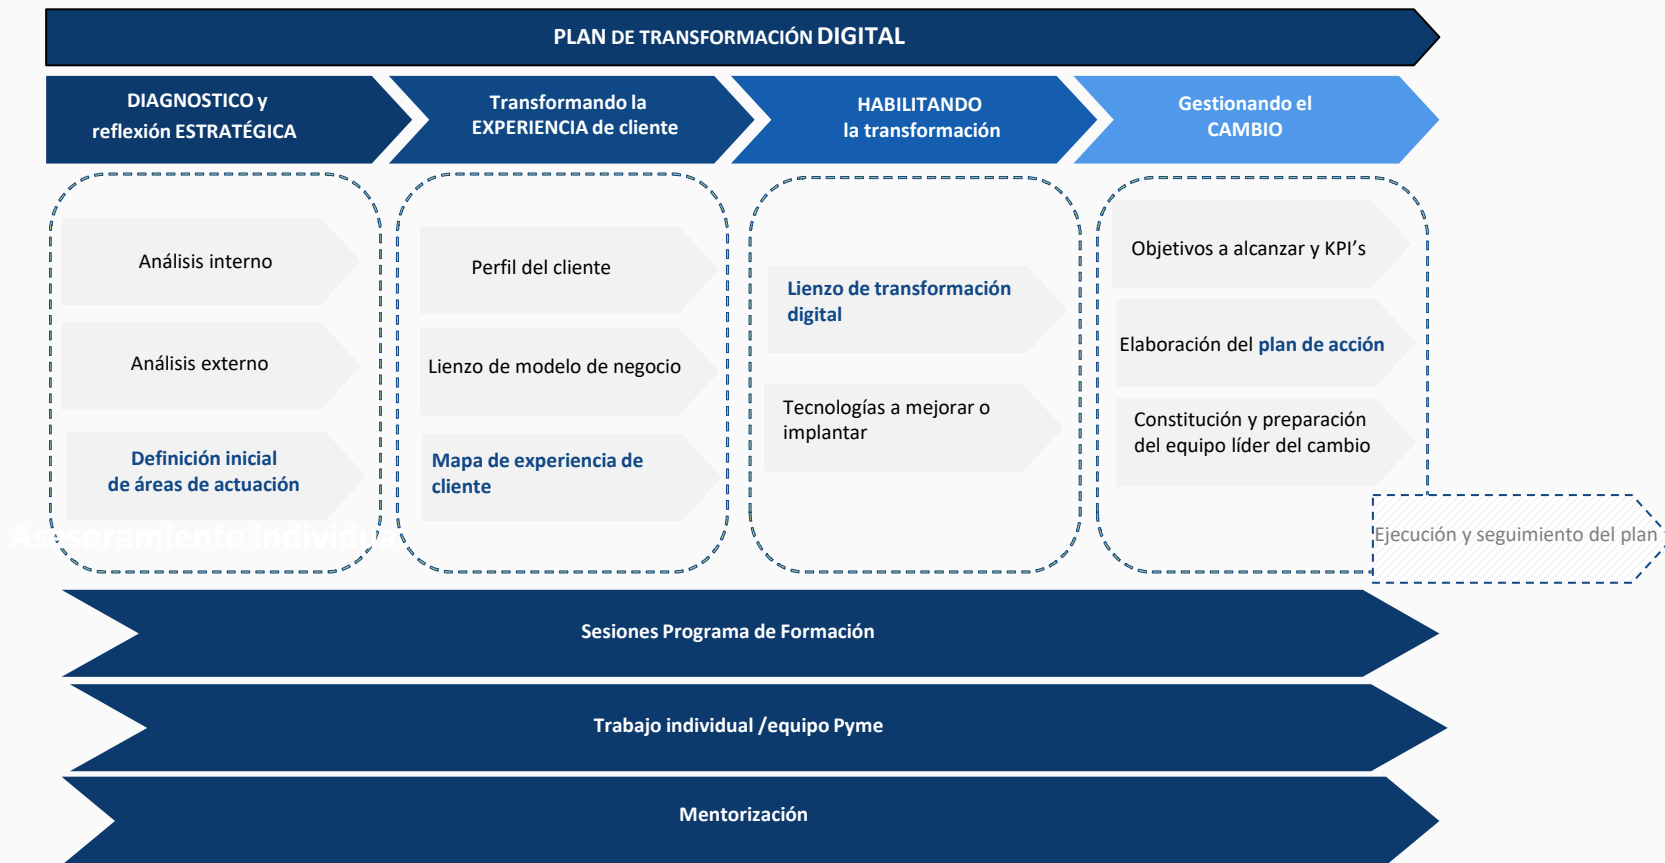 PLAN DE TRANSFORMACIÓN DIGITAL
DIAGNOSTICO y
reflexión ESTRATÉGICA
Transformando la
EXPERIENCIA de cliente
HABILITANDO
la transformación
Gestionando el
CAMBIO
Análisis interno
Análisis externo
Definición inicial
de áreas de actuación
Asesoramiento individua
Perfil del cliente
Lienzo de modelo de negocio
Mapa de experiencia de
cliente
Lienzo de transformación
digital
Tecnologías a mejorar o
implantar
Objetivos a alcanzar y KPI’s
Elaboración del plan de acción
Constitución y preparación
del equipo líder del cambio
Ejecución y seguimiento del plan
Sesiones Programa de Formación
Trabajo individual /equipo Pyme
Mentorización